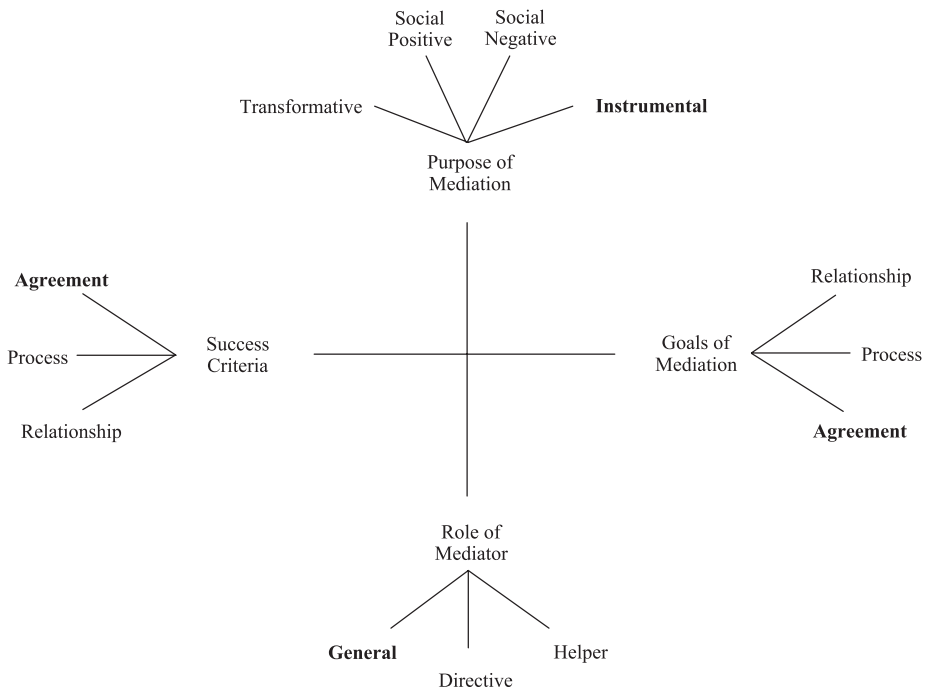 Social
Positive
Social
Negative
Transformative
Instrumental
Purpose of
Mediation
Agreement
Process
Relationship
Success
Criteria
Goals of
Mediation
Relationship
Process
Agreement
Role of
Mediator
General
Directive
Helper